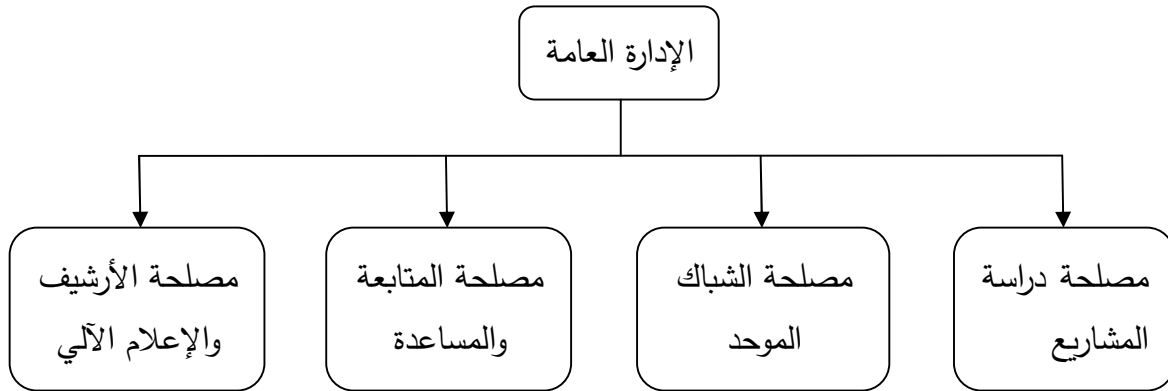 الإدارة العامة
مصلحة دراسة
المشاريع
مصلحة الشباك
الموحد
مصلحة المتابعة
والمساعدة
مصلحة الأرشيف
والإعلام الآلي